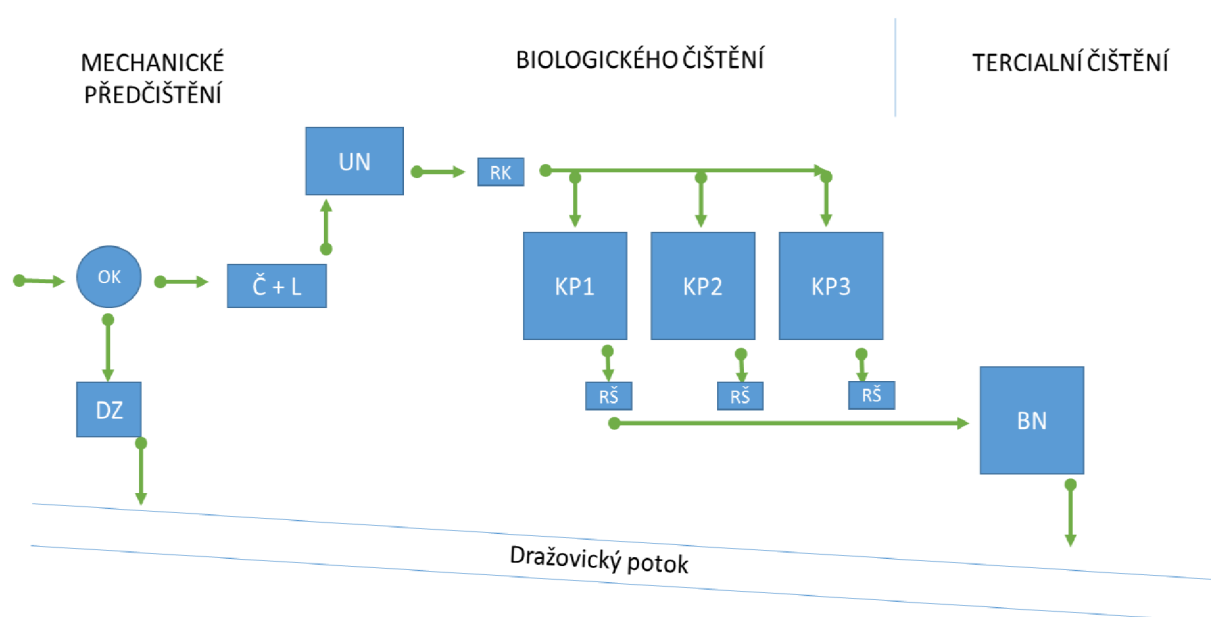 MECHANICKÉ
PŘEDČIŠTĚNÍ
BIOLOGICKÉHO ČIŠTĚNÍ
TERCIALNÍ ČIŠTĚNÍ
UN
RK
OK
Č + L
KP1
KP2
KP3
DZ
RŠ
RŠ
RŠ
BN
Dražovický potok